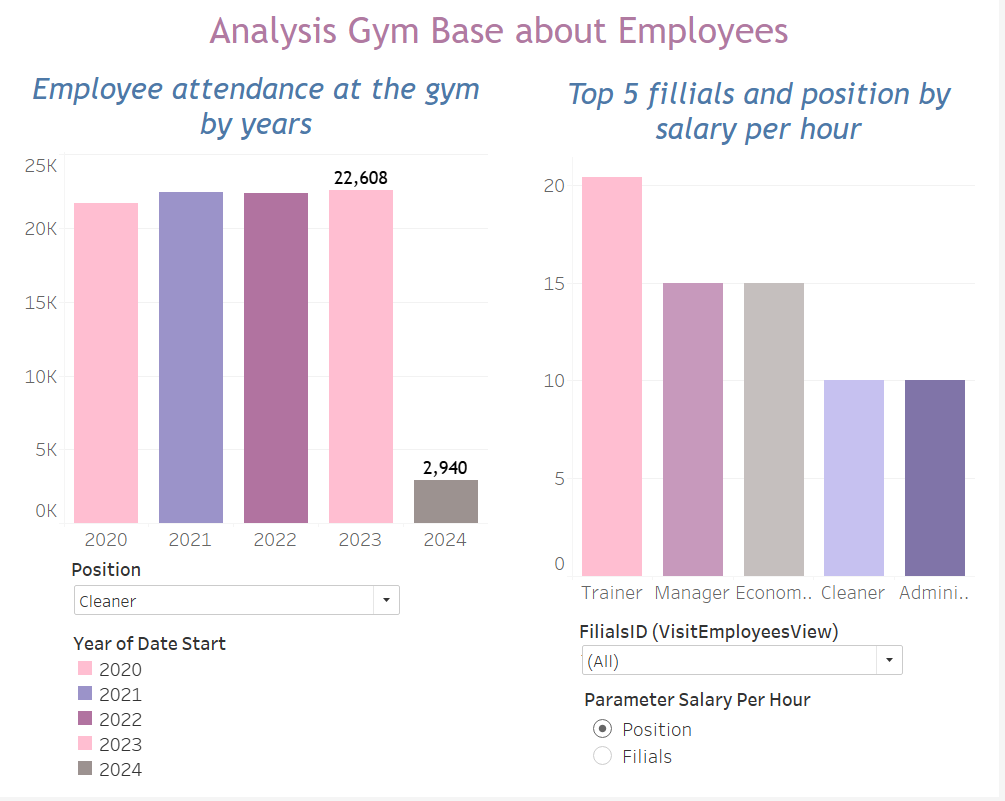 Analysis Gym Base about Employees
Employee attendance at the gym
by years
25K
20K
15K
10K
5K
0K
22,608
2,940
2020 2021 2022 2023 2024
Position
Cleaner
Year of Date Start
2020
2021
2022
2023
2024
Top 5 fillials and position by
salary per hour
20
15
10
5
0
Trainer Manager Econom.. Cleaner Admini..
FilialsID (VisitEmployeesView)
(All)
Parameter Salary Per Hour
Position
Filials